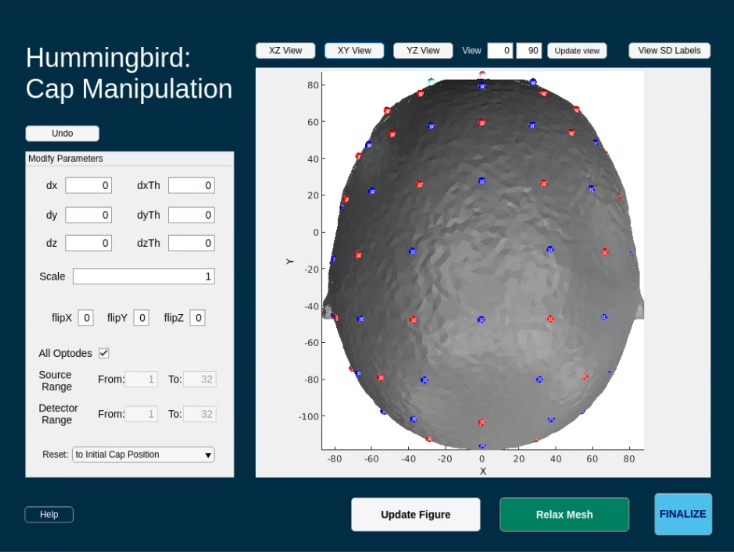 Hummingbird:
Cap Manipulation
XZ View
XY View
YZ View
View
0
90
Update view
View SD Labels
Undo
Modify Parameters
dx 0 dxTh 0
dy 0 dyTh 0
dz 0 dzTh 0
Scale 1
flipX 0 flipY 0 flipZ 0
All Optodes
Source
Range
From: 1 To: 32
Detector
Range
From: 1 To: 32
Reset: to Initial Cap Position
80
60
40
20
0
-20
-40
-60
-80
-100
Y
-80 -60 -40 -20 0 20 40 60 80
X
Help
Update Figure
Relax Mesh
FINALIZE